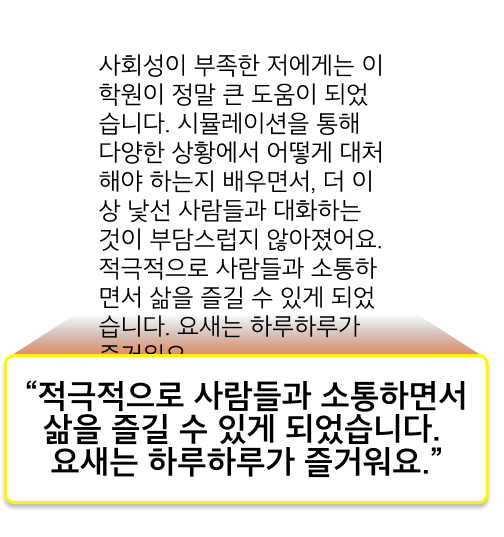 사회성이 부족한 저에게는 이
학원이 정말 큰 도움이 되었
습니다. 시뮬레이션을 통해
다양한 상황에서 어떻게 대처
해야 하는지 배우면서, 더 이
상 낯선 사람들과 대화하는
것이 부담스럽지 않아졌어요.
적극적으로 사람들과 소통하
면서 삶을 즐길 수 있게 되었
습니다. 요새는 하루하루가
즐거워요
“적극적으로 사람들과 소통하면서
삶을 즐길 수 있게 되었습니다.
요새는 하루하루가 즐거워요.”